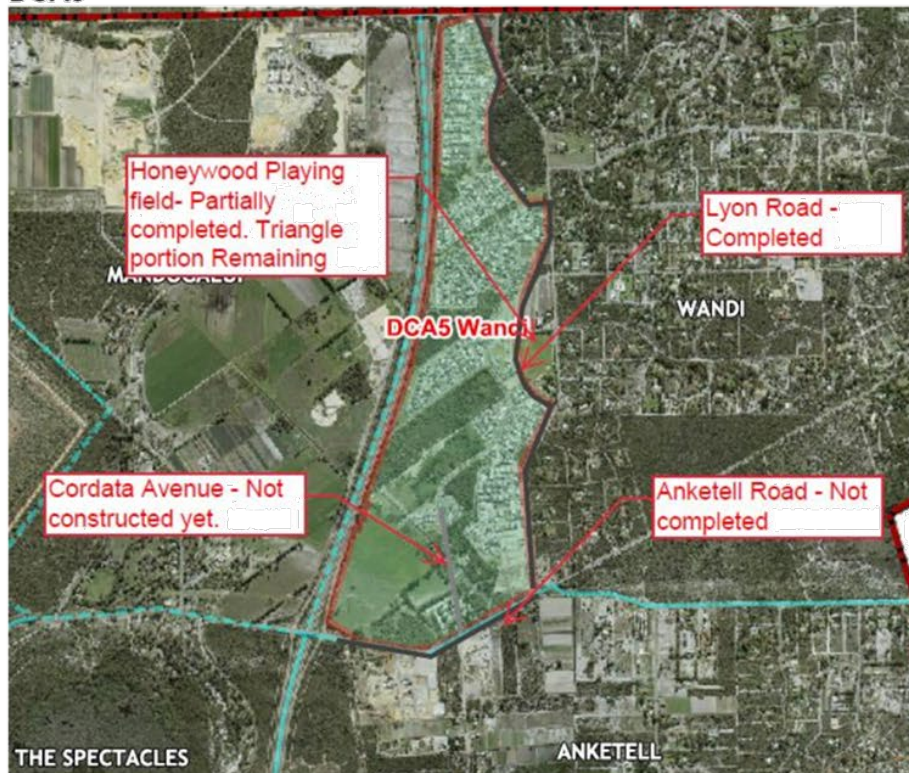 Honeywood Playing
field- Partially
completed. Triangle
portion Remaining
Lyon Road -
Completed
WANDI
DCA5 Wandi
Cordata Avenue - Not
constructed yet.
Anketell Road - Not
completed
THE SPECTACLES
ANKETELL